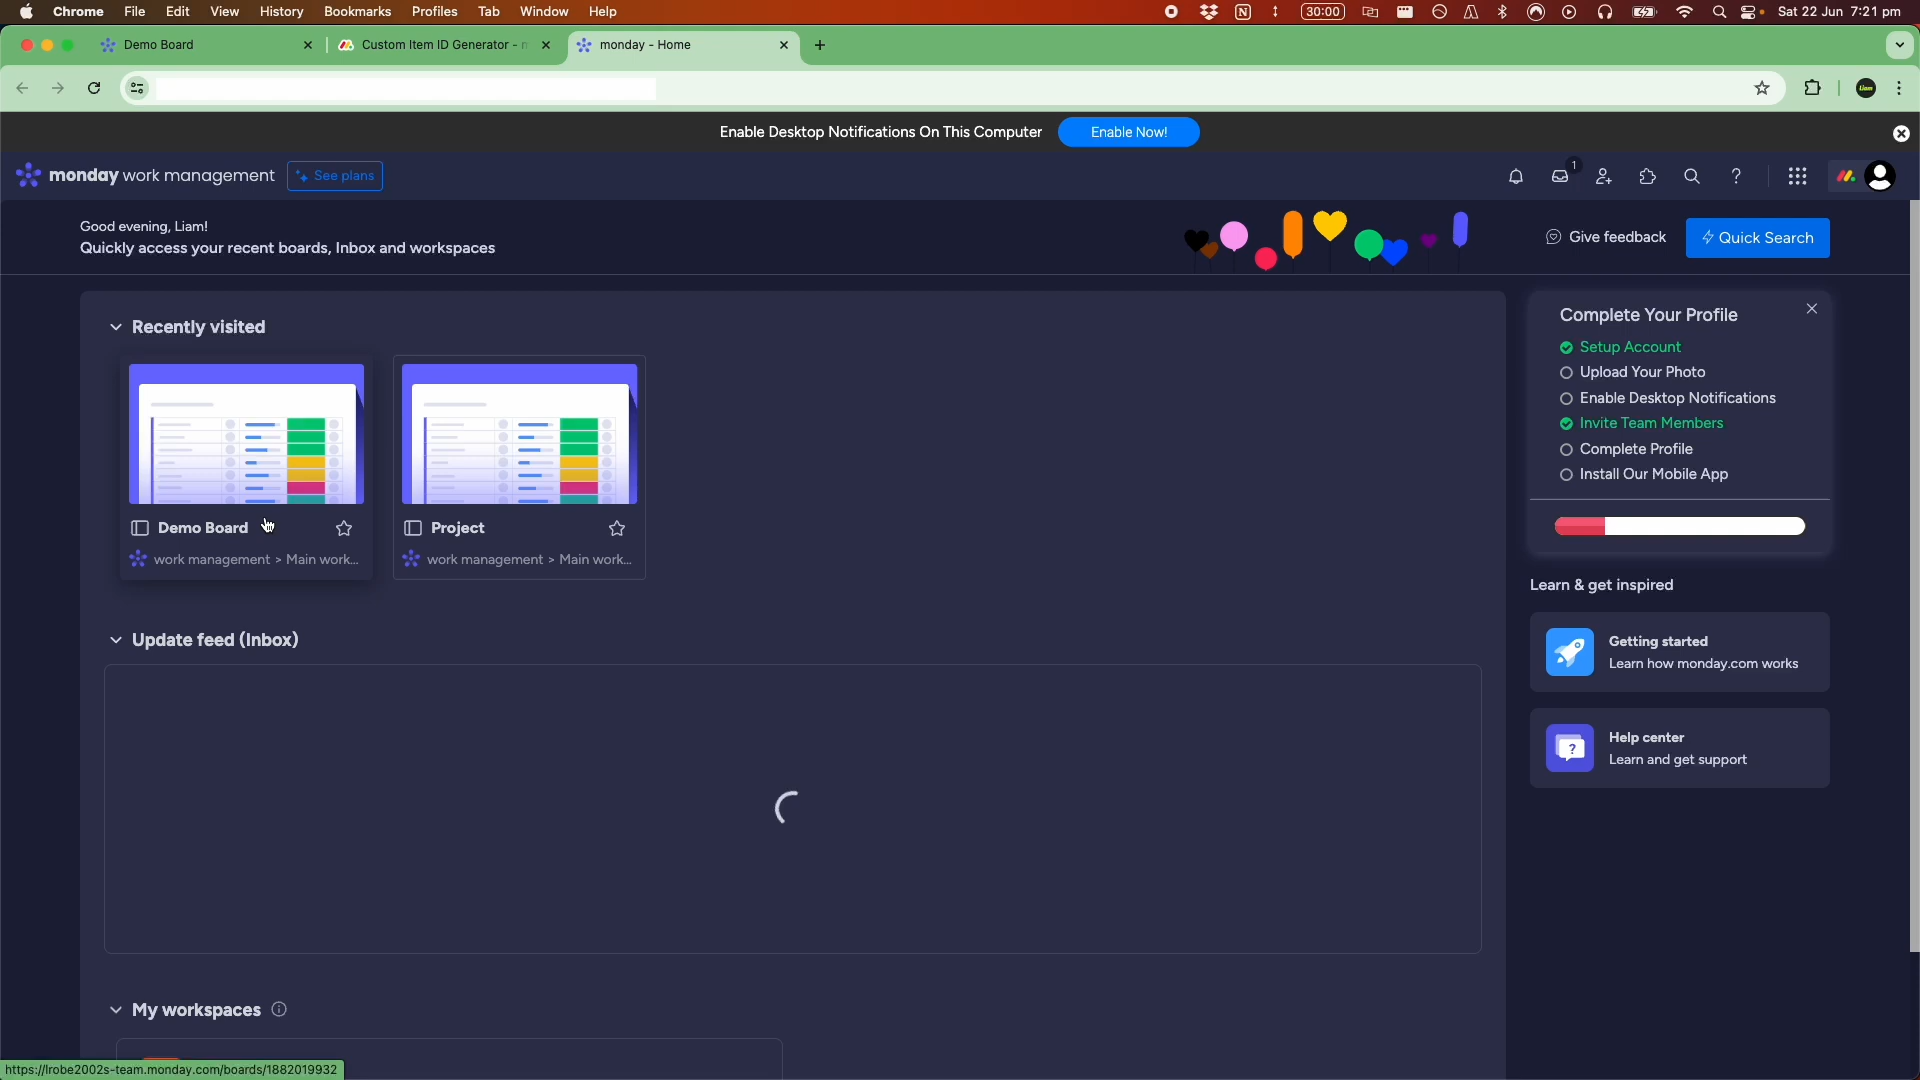 Chrome File Edit View History Bookmarks Profiles Tab Window Help 30:00 Sat 22 Jun 7:21 pm
Demo Board Custom Item ID Generator - monday - Home
Enable Desktop Notifications On This Computer Enable Now!
monday work management See plans 1
Good evening, Liam!
Quickly access your recent boards, Inbox and workspaces
Give feedback Quick Search
Recently visited
Demo Board
work management > Main work...
Project
work management > Main work...
Update feed (Inbox)
My workspaces
Complete Your Profile
Setup Account
Upload Your Photo
Enable Desktop Notifications
Invite Team Members
Complete Profile
Install Our Mobile App
Learn & get inspired
Getting started
Learn how monday.com works
Help center
Learn and get support
https://lrobe2002s-team.monday.com/boards/1882019932